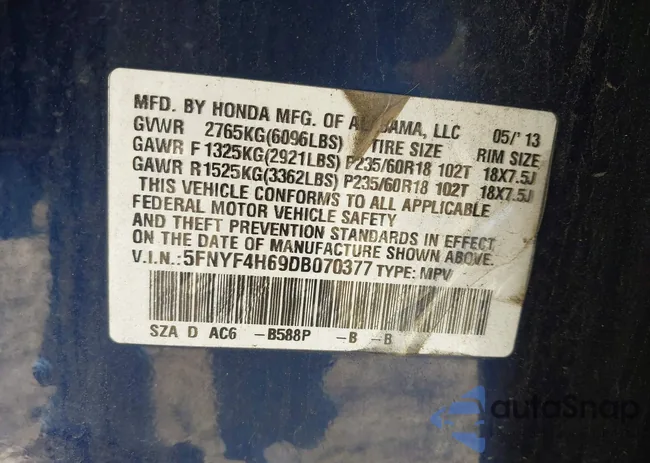 MFD. BY HONDA MFG. OF ALABAMA, LLC 05/'13
GVWR 2765KG(6096LBS) TIRE SIZE RIM SIZE
GAWR F 1325KG(2921LBS) P235/60R18 102T 18X7.5J
GAWR R1525KG(3362LBS) P235/60R18 102T 18X7.5J
THIS VEHICLE CONFORMS TO ALL APPLICABLE
FEDERAL MOTOR VEHICLE SAFETY
AND THEFT PREVENTION STANDARDS IN EFFECT
ON THE DATE OF MANUFACTURE SHOWN ABOVE.
V.I.N.:5FNYF4H69DB070377 TYPE: MPV
SZA D AC6 -B588P -B -B
autoSnap